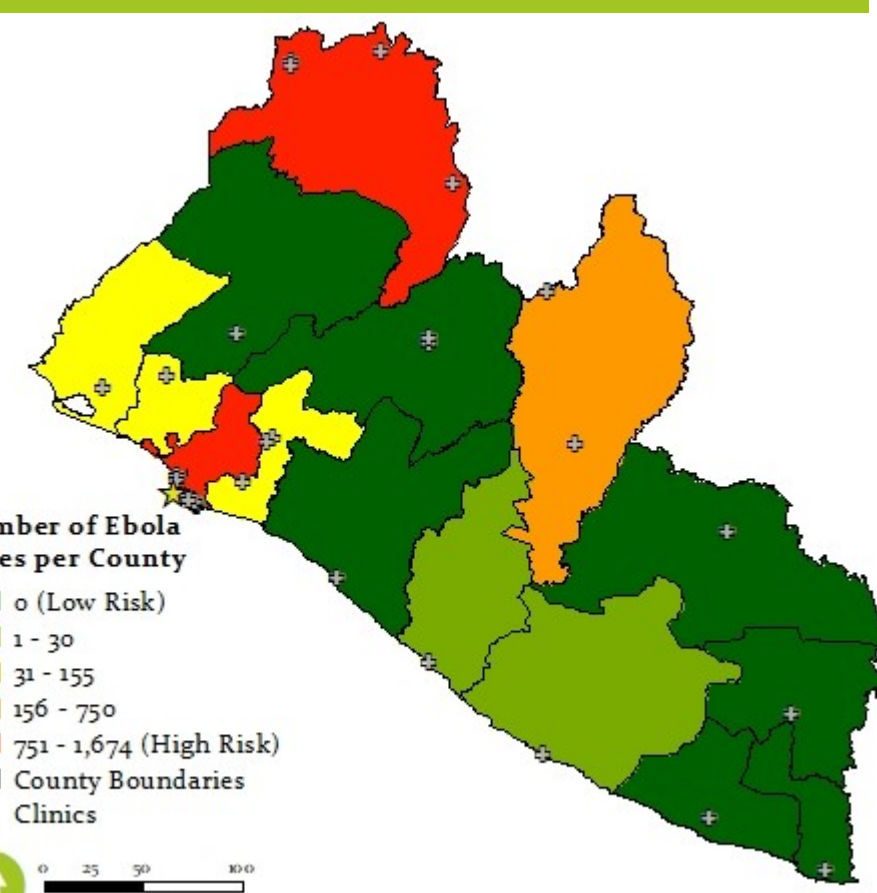 mber of Ebola
es per County
0 (Low Risk)
1 - 30
31 - 155
156 - 750
751 - 1,674 (High Risk)
County Boundaries
Clinics
0 25 50 100